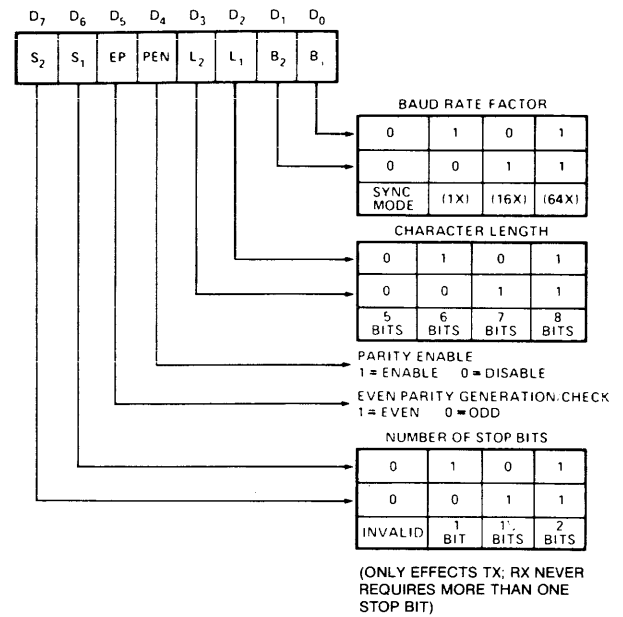 D7 D6 D5 D4 D3 D2 D1 D0
S2 S1 EP PEN L2 L1 B2 B1
BAUD RATE FACTOR
0 1 0 1
0 0 1 1
SYNC MODE (1X) (16X) (64X)
CHARACTER LENGTH
0 1 0 1
0 0 1 1
5 BITS 6 BITS 7 BITS 8 BITS
PARITY ENABLE
1 = ENABLE 0 = DISABLE
EVEN PARITY GENERATION/CHECK
1 = EVEN 0 = ODD
NUMBER OF STOP BITS
0 1 0 1
0 0 1 1
INVALID 1 BIT BITS 2 BITS
(ONLY EFFECTS TX; RX NEVER
REQUIRES MORE THAN ONE
STOP BIT)